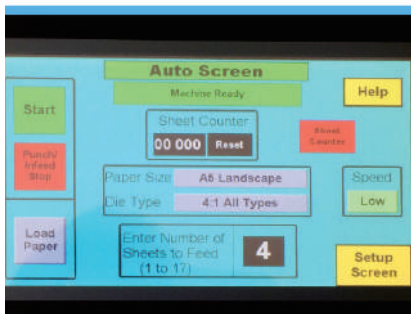 Auto Screen
Machine Ready
Help
Start
Sheet Counter
00 000 Reset
Sheet
Counter
Punch/
Infeed
Stop
Paper Size A5 Landscape
Speed
Die Type 4:1 All Types
Low
Load
Paper
Enter Number of
Sheets to Feed
(1 to 17)
4
Setup
Screen